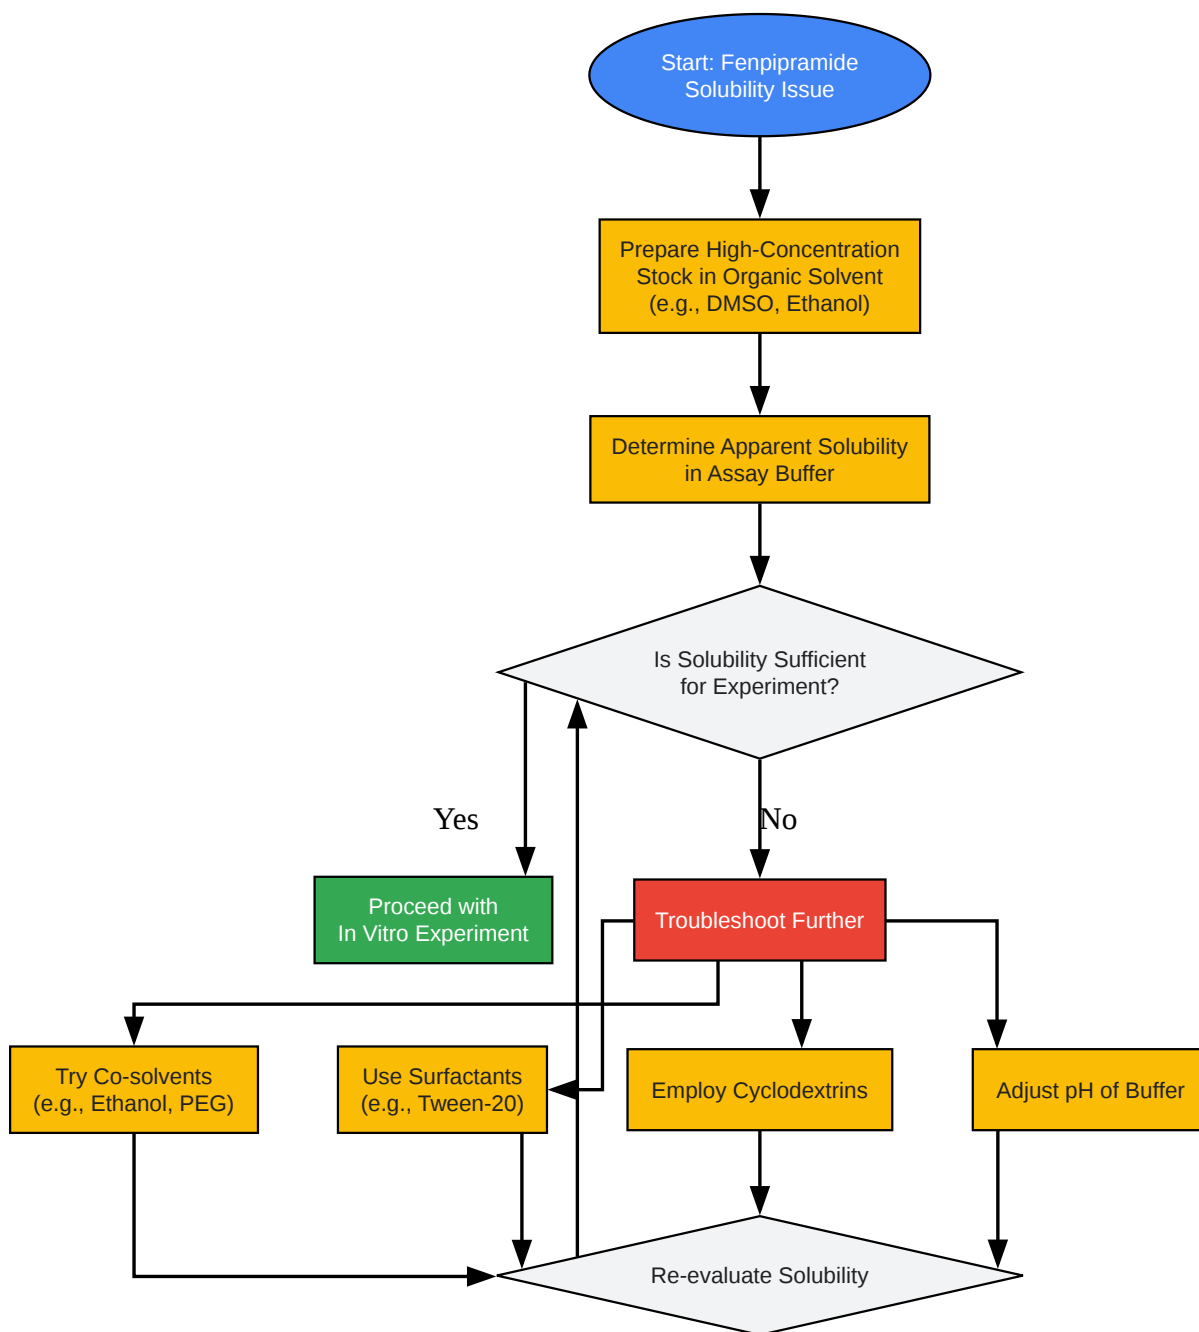 Start: Fenpipramide
Solubility Issue
Prepare High-Concentration
Stock in Organic Solvent
(e.g., DMSO, Ethanol)
Determine Apparent Solubility
in Assay Buffer
Is Solubility Sufficient
for Experiment?
Yes
No
Proceed with
In Vitro Experiment
Troubleshoot Further
Try Co-solvents
(e.g., Ethanol, PEG)
Use Surfactants
(e.g., Tween-20)
Employ Cyclodextrins
Adjust pH of Buffer
Re-evaluate Solubility